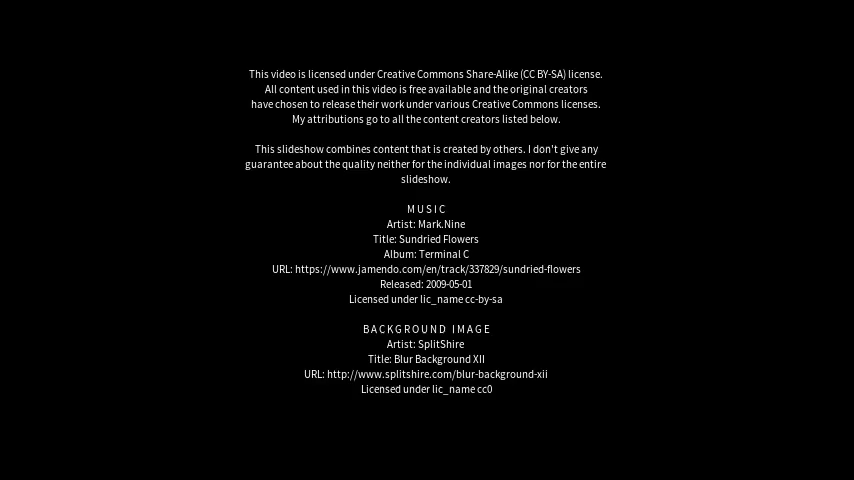 This video is licensed under Creative Commons Share-Alike (CC BY-SA) license.
All content used in this video is free available and the original creators
have chosen to release their work under various Creative Commons licenses.
My attributions go to all the content creators listed below.
This slideshow combines content that is created by others. I don't give any
guarantee about the quality neither for the individual images nor for the entire
slideshow.
MUSIC
Artist: Mark.Nine
Title: Sundried Flowers
Album: Terminal C
URL: https://www.jamendo.com/en/track/337829/sundried-flowers
Released: 2009-05-01
Licensed under lic_name cc-by-sa
BACKGROUND IMAGE
Artist: SplitShire
Title: Blur Background XII
URL: http://www.splitshire.com/blur-background-xii
Licensed under lic_name cc0